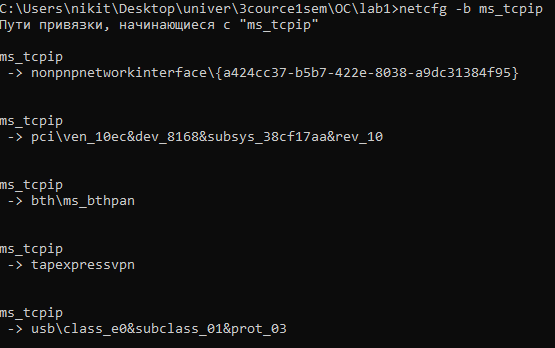 C:\Users\nikit\Desktop\univer\3cource1sem\OC\lab1>netcfg -b ms_tcpip
Пути привязки, начинающиеся с "ms_tcpip"
ms_tcpip
-> nonpnpnetworkinterface\{a424cc37-b5b7-422e-8038-a9dc31384f95}
ms_tcpip
-> pci\ven_10ec&dev_8168&subsys_38cf17aa&rev_10
ms_tcpip
-> bth\ms_bthpan
ms_tcpip
-> tapexpressvpn
ms_tcpip
-> usb\class_e0&subclass_01&prot_03